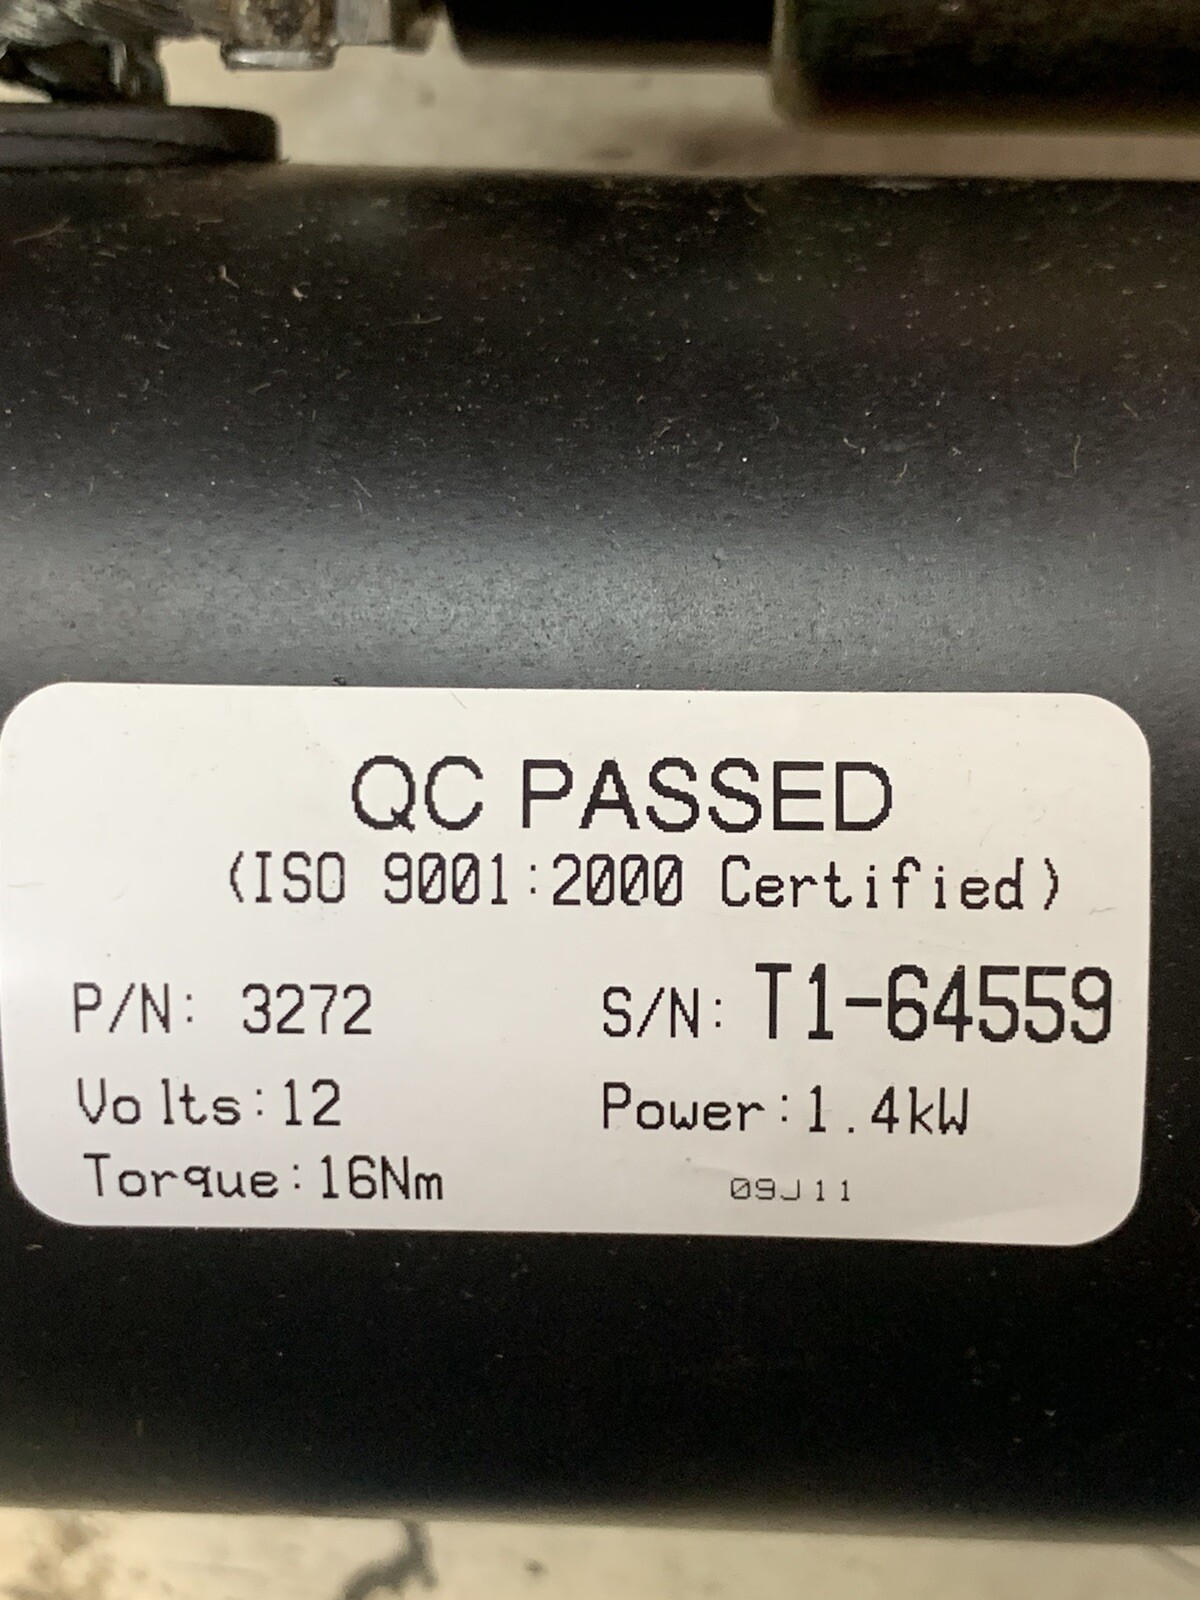 QC PASSED
(ISO 9001:2000 Certified)
P/N: 3272 S/N: T1-64559
Volts:12 Power:1.4kW
Torque:16Nm 09J11